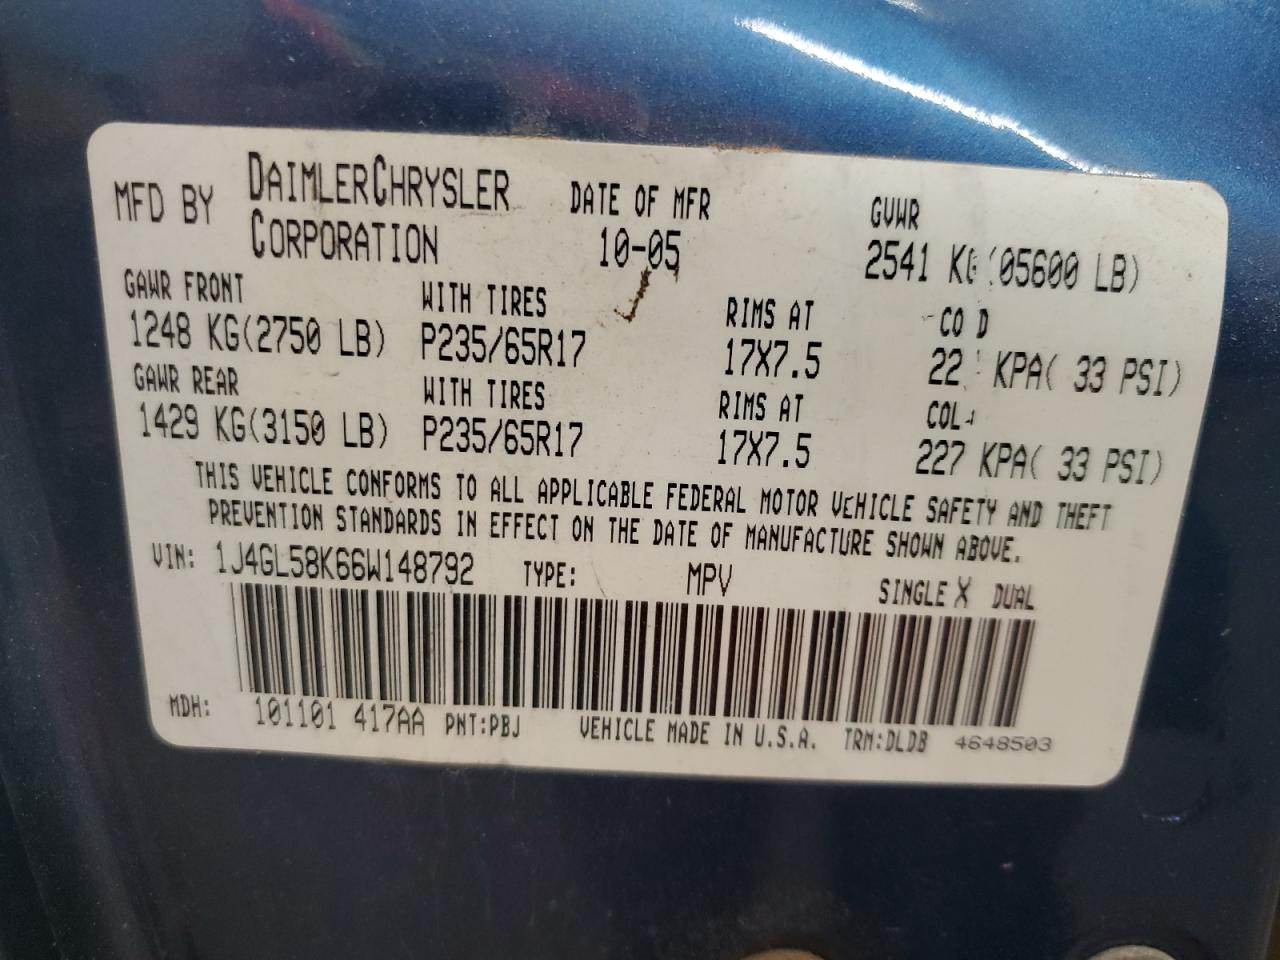 MFD BY DAIMLERCHRYSLER CORPORATION DATE OF MFR 10-05 GVWR 2541 KG (05600 LB)
GAWR FRONT WITH TIRES RIMS AT CO D
1248 KG(2750 LB) P235/65R17 17X7.5 22 KPA( 33 PSI)
GAWR REAR WITH TIRES RIMS AT COL
1429 KG(3150 LB) P235/65R17 17X7.5 227 KPA( 33 PSI)
THIS VEHICLE CONFORMS TO ALL APPLICABLE FEDERAL MOTOR VEHICLE SAFETY AND THEFT
PREVENTION STANDARDS IN EFFECT ON THE DATE OF MANUFACTURE SHOWN ABOVE.
VIN: 1J4GL58K66W148792 TYPE: MPV SINGLE X DUAL
MDH: 101101 417AA PNT:PBJ VEHICLE MADE IN U.S.A. TRM:DLDB 4648503